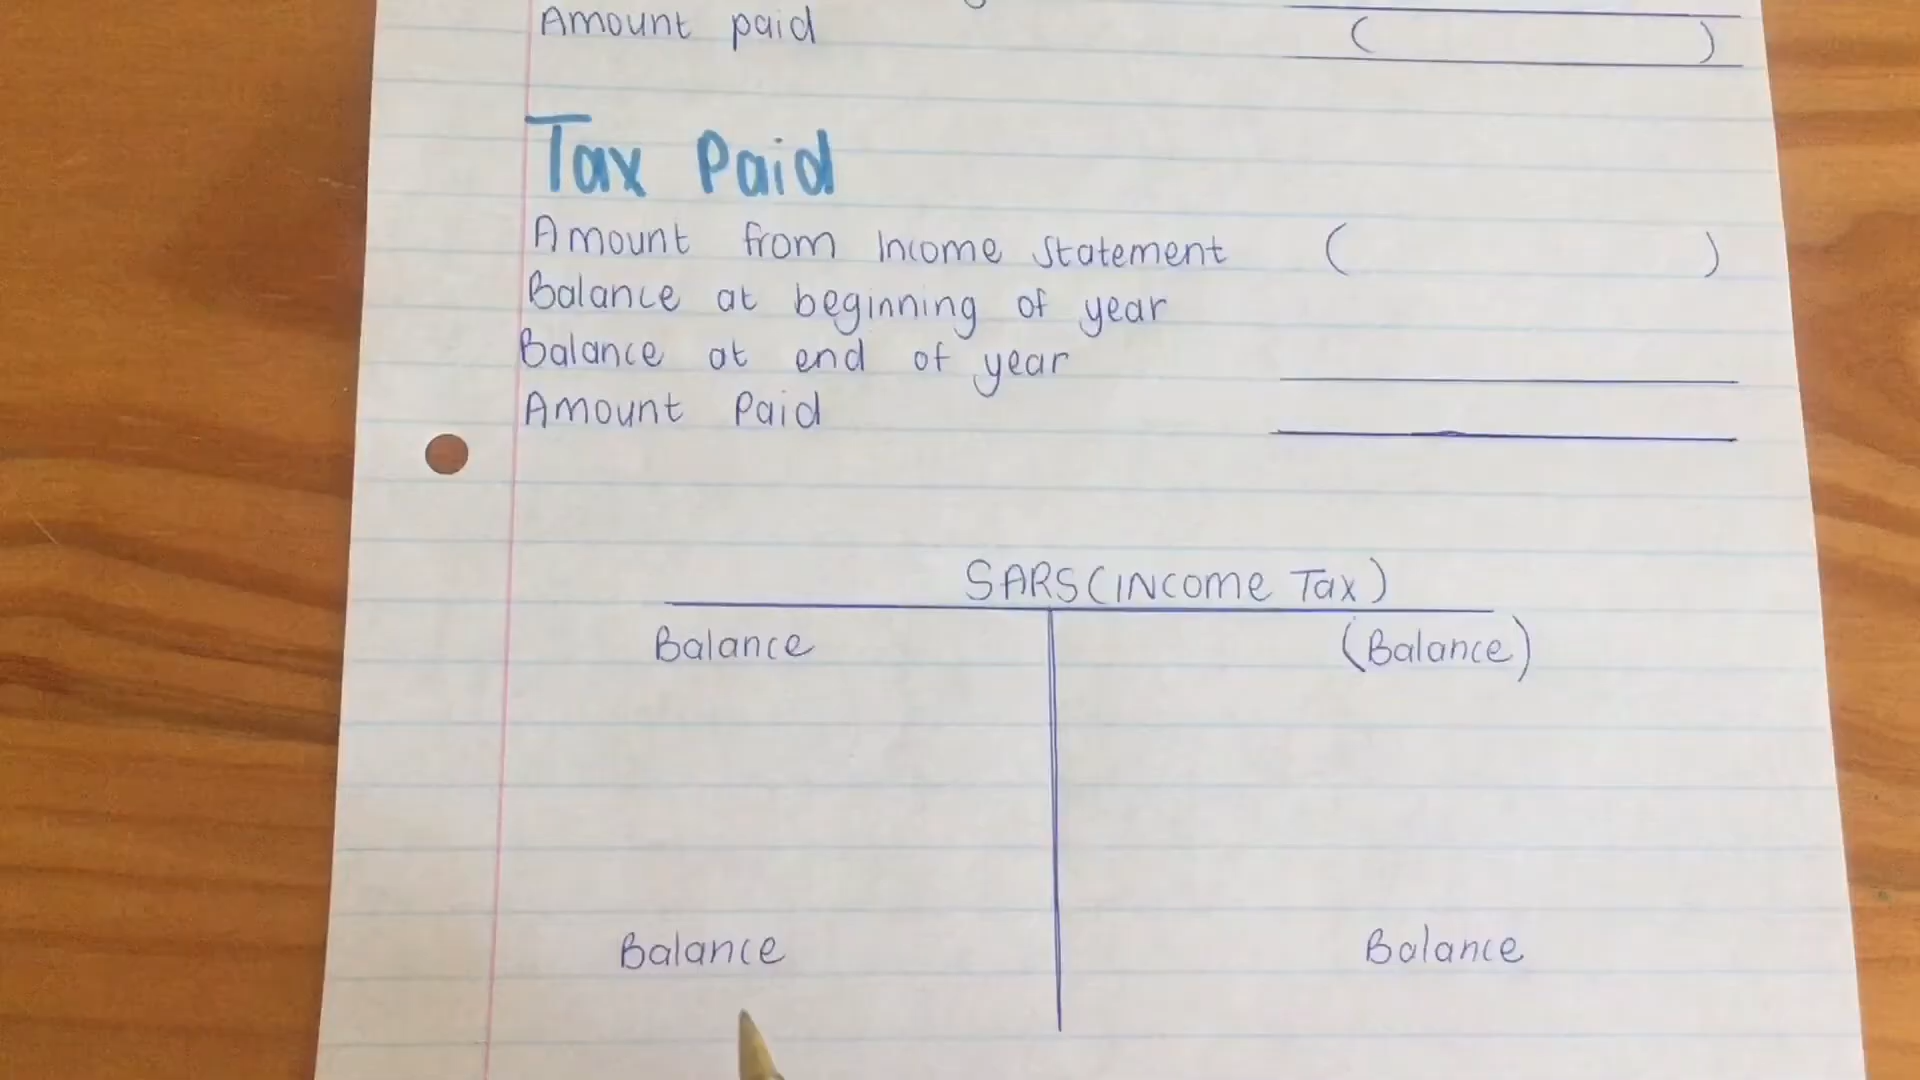 Amount paid ( )
Tax Paid
Amount from Income Statement ( )
Balance at beginning of year
Balance at end of year
Amount Paid
SARS (INcome Tax)
Balance (Balance)
Balance Balance